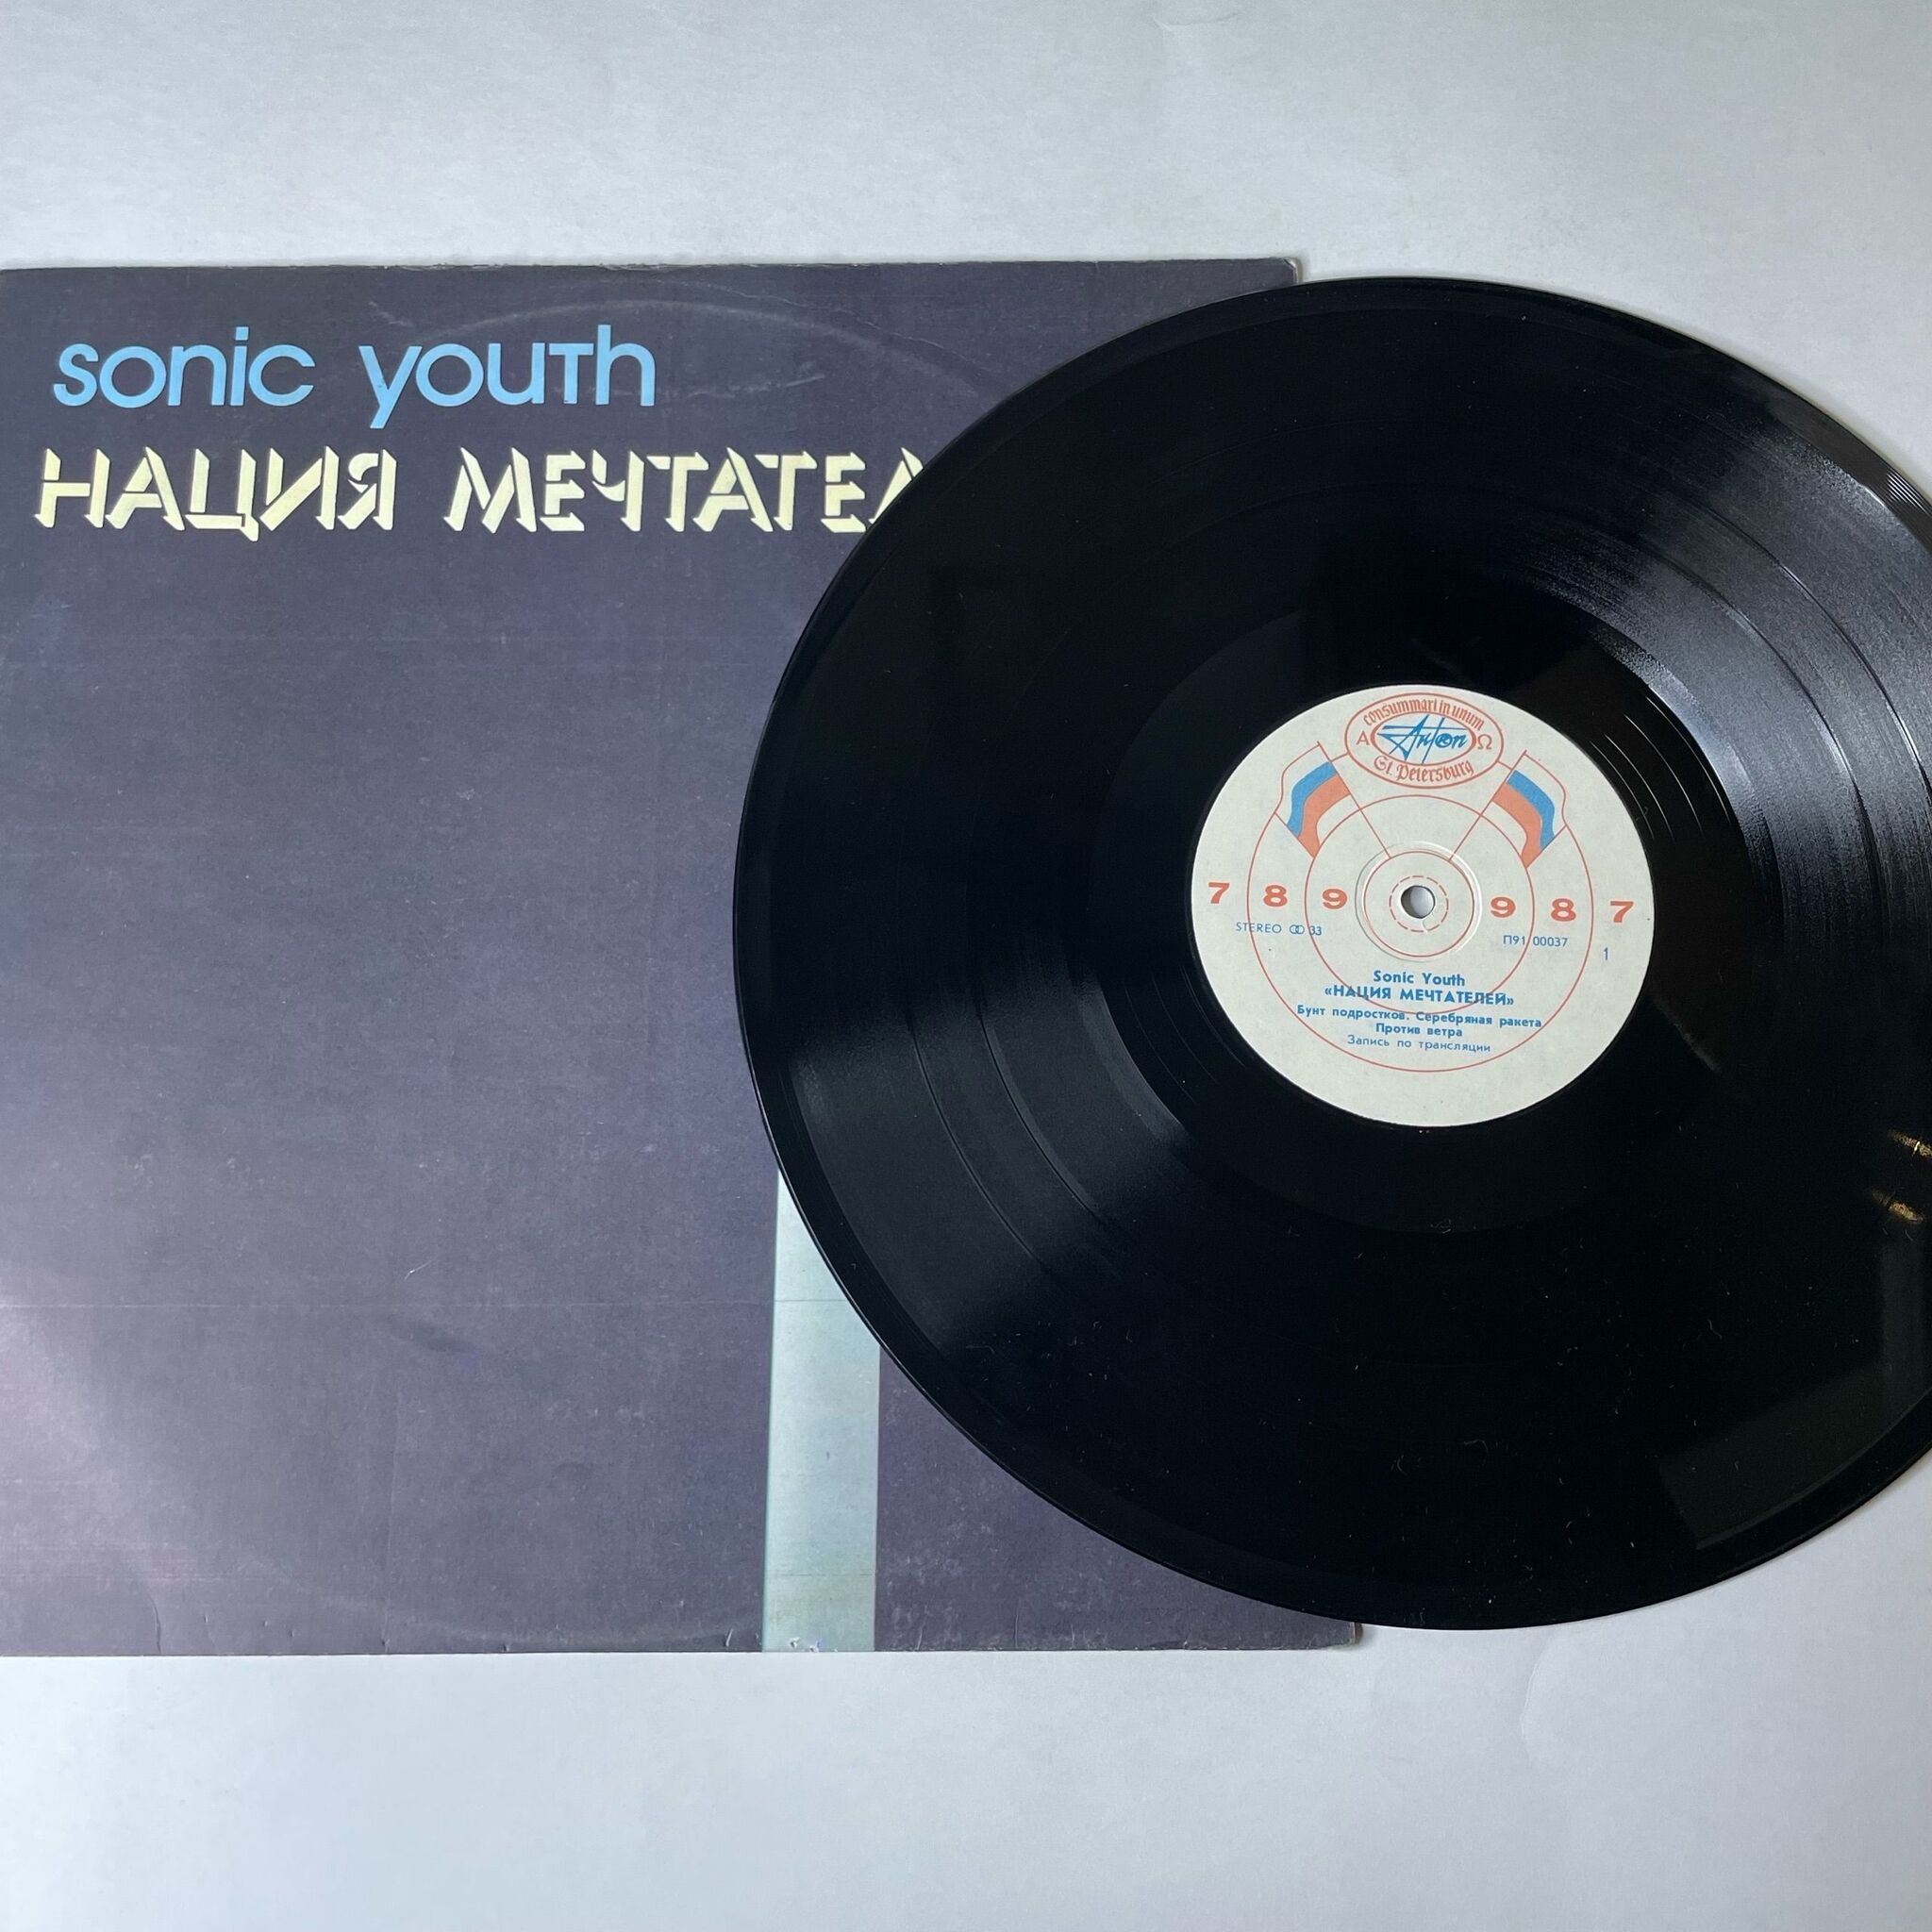 sonic youth
НАЦИЯ МЕЧТАТЕЛ
consummari in unum
А Антоп Ω
St. Petersburg
7 8 9 9 8 7
STEREO 33 П91 00037
1
Sonic Youth
«НАЦИЯ МЕЧТАТЕЛЕЙ»
Бунт подростков. Серебряная ракета
Против ветра
Запись по трансляции